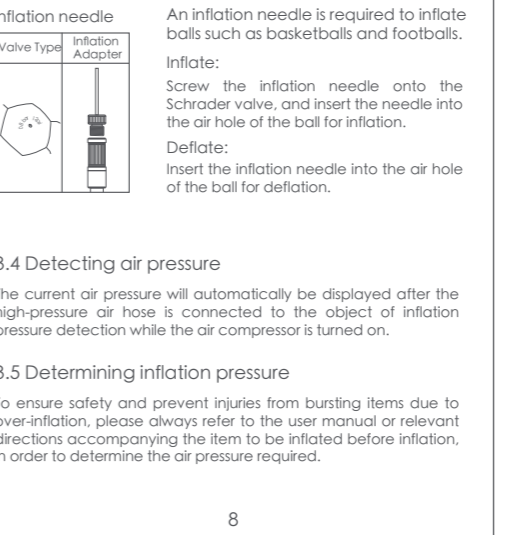 nflation needle
Valve Type
Inflation
Adapter
An inflation needle is required to inflate
balls such as basketballs and footballs.
Inflate:
Screw the inflation needle onto the
Schrader valve, and insert the needle into
the air hole of the ball for inflation.
Deflate:
Insert the inflation needle into the air hole
of the ball for deflation.
3.4 Detecting air pressure
The current air pressure will automatically be displayed after the
high-pressure air hose is connected to the object of inflation
pressure detection while the air compressor is turned on.
3.5 Determining inflation pressure
To ensure safety and prevent injuries from bursting items due to
over-inflation, please always refer to the user manual or relevant
directions accompanying the item to be inflated before inflation,
in order to determine the air pressure required.
8